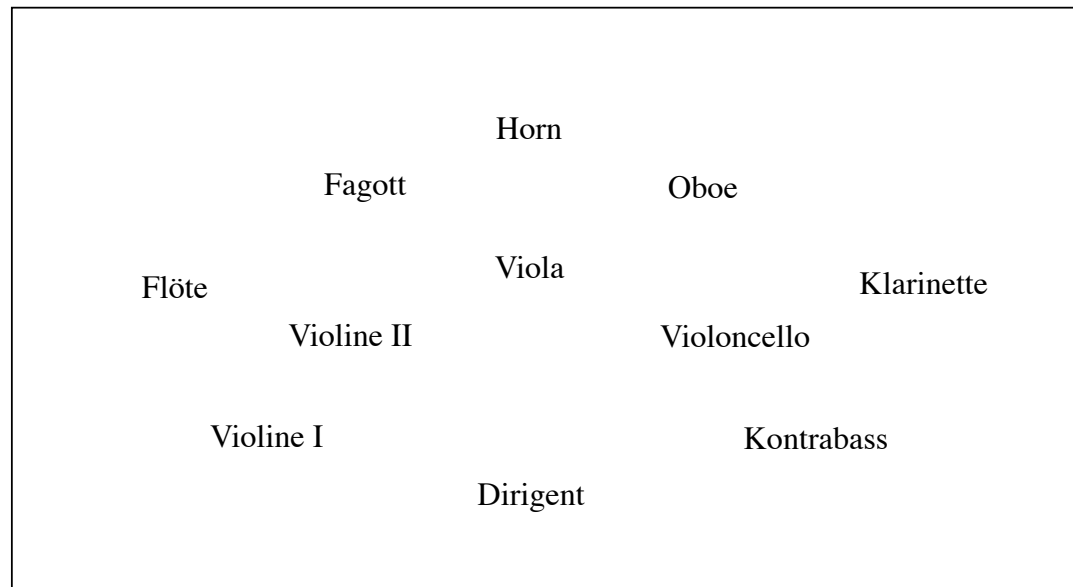 Horn
Fagott
Oboe
Viola
Flöte
Klarinette
Violine II
Violoncello
Violine I
Kontrabass
Dirigent